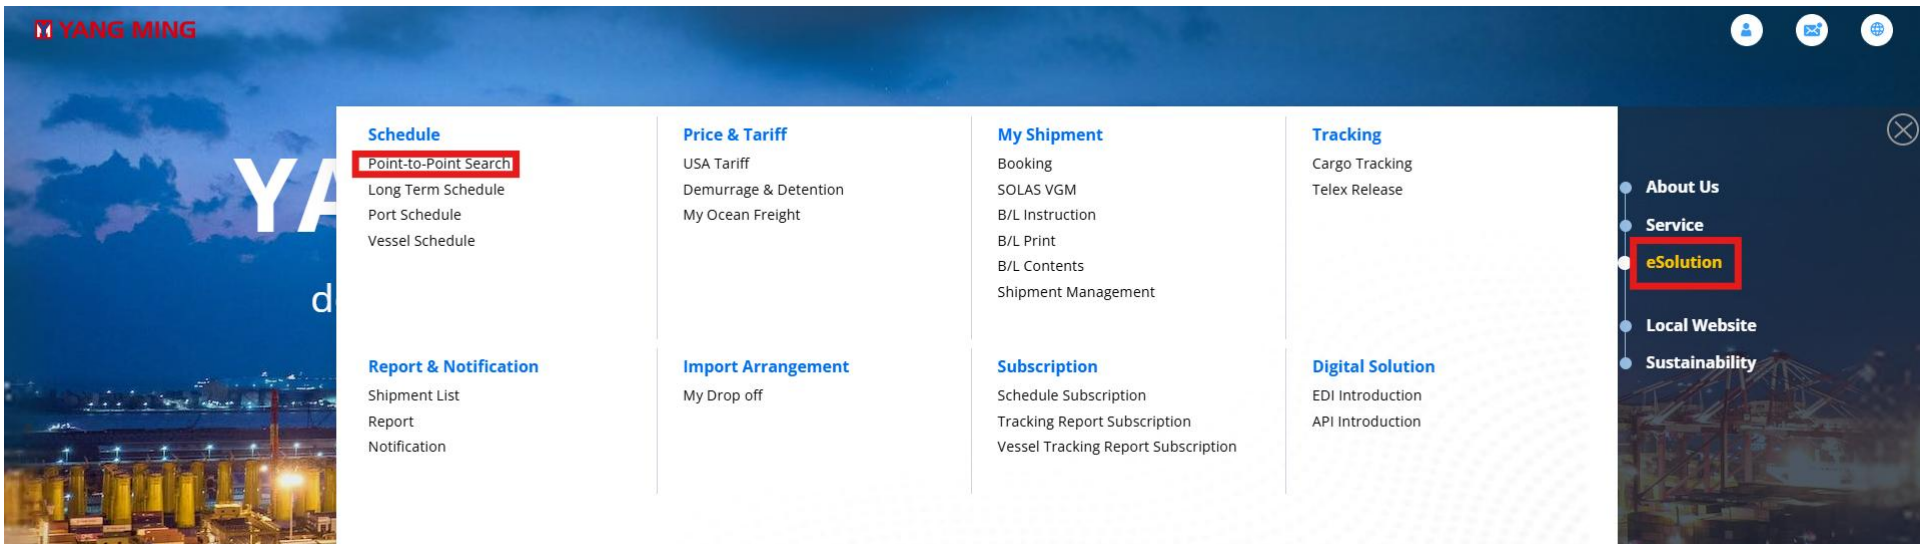 YANG MING
Schedule
Point-to-Point Search
Long Term Schedule
Port Schedule
Vessel Schedule
Price & Tariff
USA Tariff
Demurrage & Detention
My Ocean Freight
My Shipment
Booking
SOLAS VGM
B/L Instruction
B/L Print
B/L Contents
Shipment Management
Tracking
Cargo Tracking
Telex Release
Report & Notification
Shipment List
Report
Notification
Import Arrangement
My Drop off
Subscription
Schedule Subscription
Tracking Report Subscription
Vessel Tracking Report Subscription
Digital Solution
EDI Introduction
API Introduction
About Us
Service
eSolution
Local Website
Sustainability